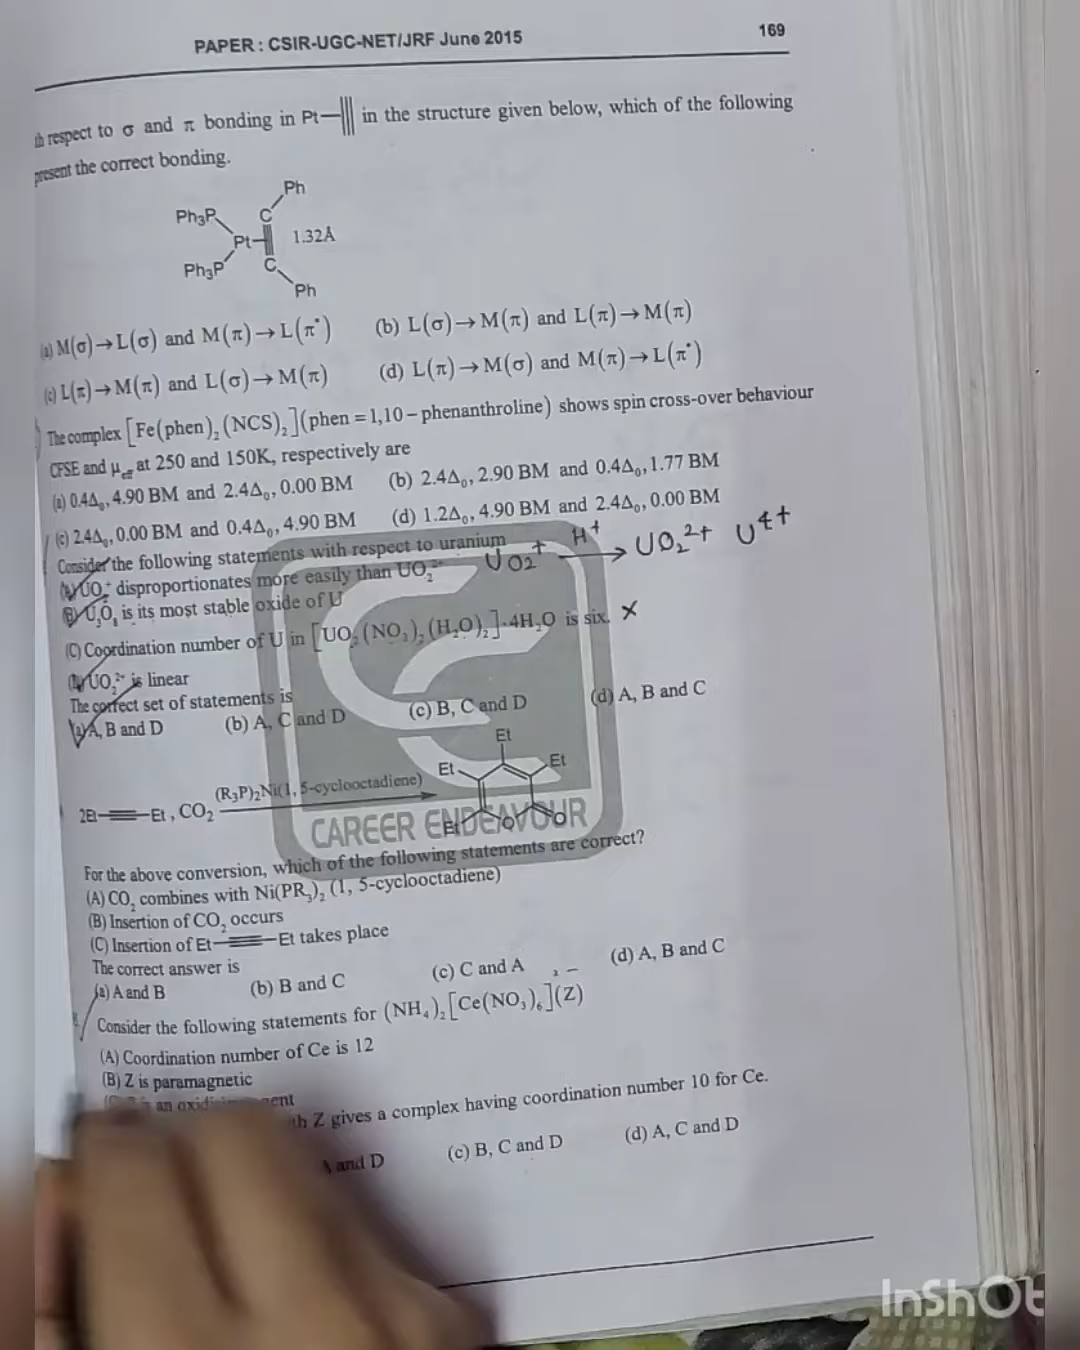 PAPER : CSIR-UGC-NET/JRF June 2015
169
respect to σ and π bonding in Pt—||| in the structure given below, which of the following
present the correct bonding.
Ph
Ph₃P
C
Pt
1.32Å
Ph₃P
C
Ph
(a) M(σ)→L(σ) and M(π)→L(π*) (b) L(σ)→M(π) and L(π)→M(π)
(c) L(π)→M(π) and L(σ)→M(π) (d) L(π)→M(σ) and M(π)→L(π*)
The complex [Fe(phen)₂(NCS)₂](phen = 1,10 – phenanthroline) shows spin cross-over behaviour
CFSE and μeff at 250 and 150K, respectively are
(a) 0.4Δ₀, 4.90 BM and 2.4Δ₀, 0.00 BM (b) 2.4Δ₀, 2.90 BM and 0.4Δ₀, 1.77 BM
(c) 2.4Δ₀, 0.00 BM and 0.4Δ₀, 4.90 BM (d) 1.2Δ₀, 4.90 BM and 2.4Δ₀, 0.00 BM
Consider the following statements with respect to uranium
UO₂⁺ H⁺ → UO₂²⁺ U⁴⁺
UO₂⁺ disproportionates more easily than UO₂²⁺
(B) U₃O₈ is its most stable oxide of U
(C) Coordination number of U in [UO₂(NO₃)₂(H₂O)₂].4H₂O is six. ×
UO₂²⁺ is linear
The correct set of statements is
(a) A, B and D (b) A, C and D (c) B, C and D (d) A, B and C
2Et≡Et , CO₂ (R₃P)₂Ni(1, 5-cyclooctadiene)
Et
Et Et
Et O O
CAREER ENDEAVOUR
For the above conversion, which of the following statements are correct?
(A) CO₂ combines with Ni(PR₃)₂ (1, 5-cyclooctadiene)
(B) Insertion of CO₂ occurs
(C) Insertion of Et≡Et takes place
The correct answer is
(a) A and B (b) B and C (c) C and A (d) A, B and C
Consider the following statements for (NH₄)₂[Ce(NO₃)₆](Z)
2 –
(A) Coordination number of Ce is 12
(B) Z is paramagnetic
an
Z gives a complex having coordination number 10 for Ce.
and D (c) B, C and D (d) A, C and D
InShOt